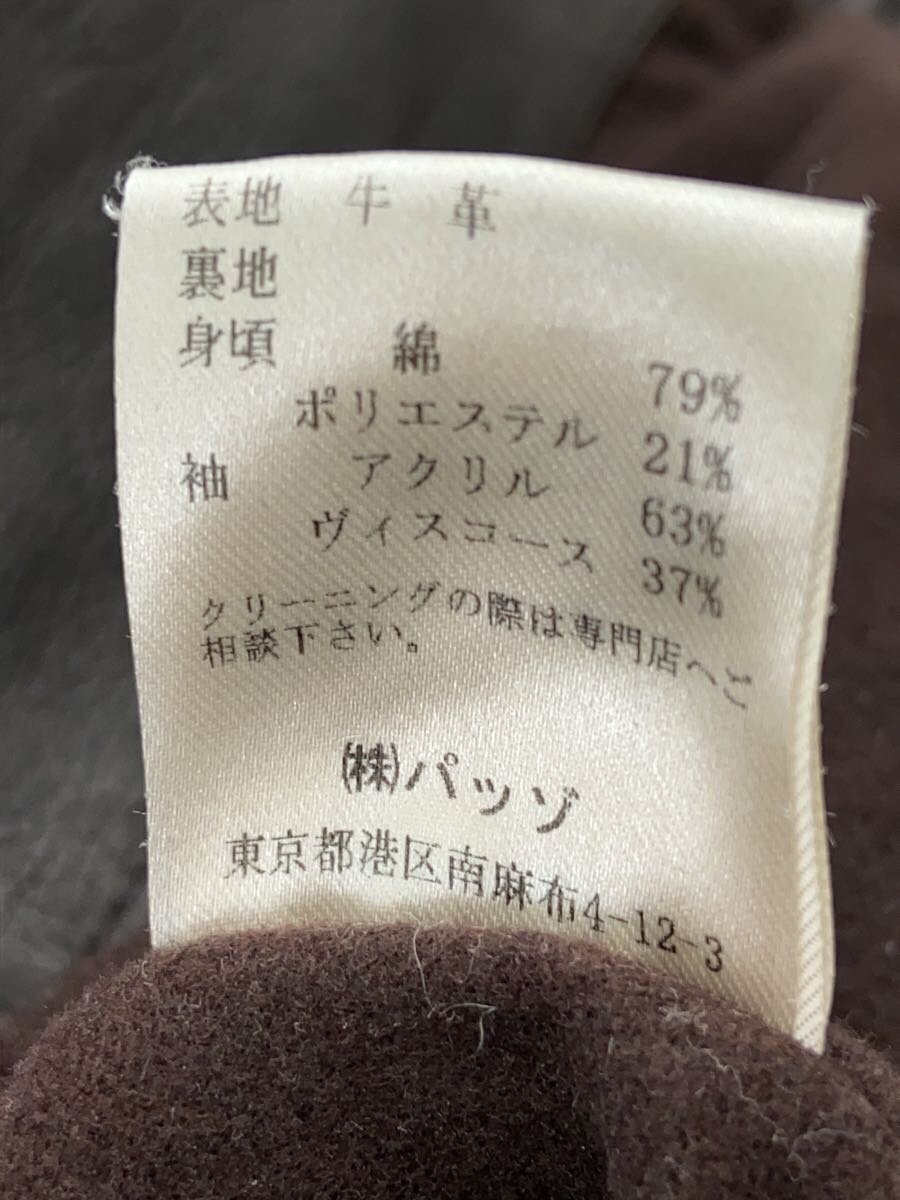 表地 牛 革
裏地
身頃 綿 79%
ポリエステル 21%
袖 アクリル 63%
ヴィスコース 37%
クリーニングの際は専門店へご
相談下さい。
㈱パッゾ
東京都港区南麻布4-12-3